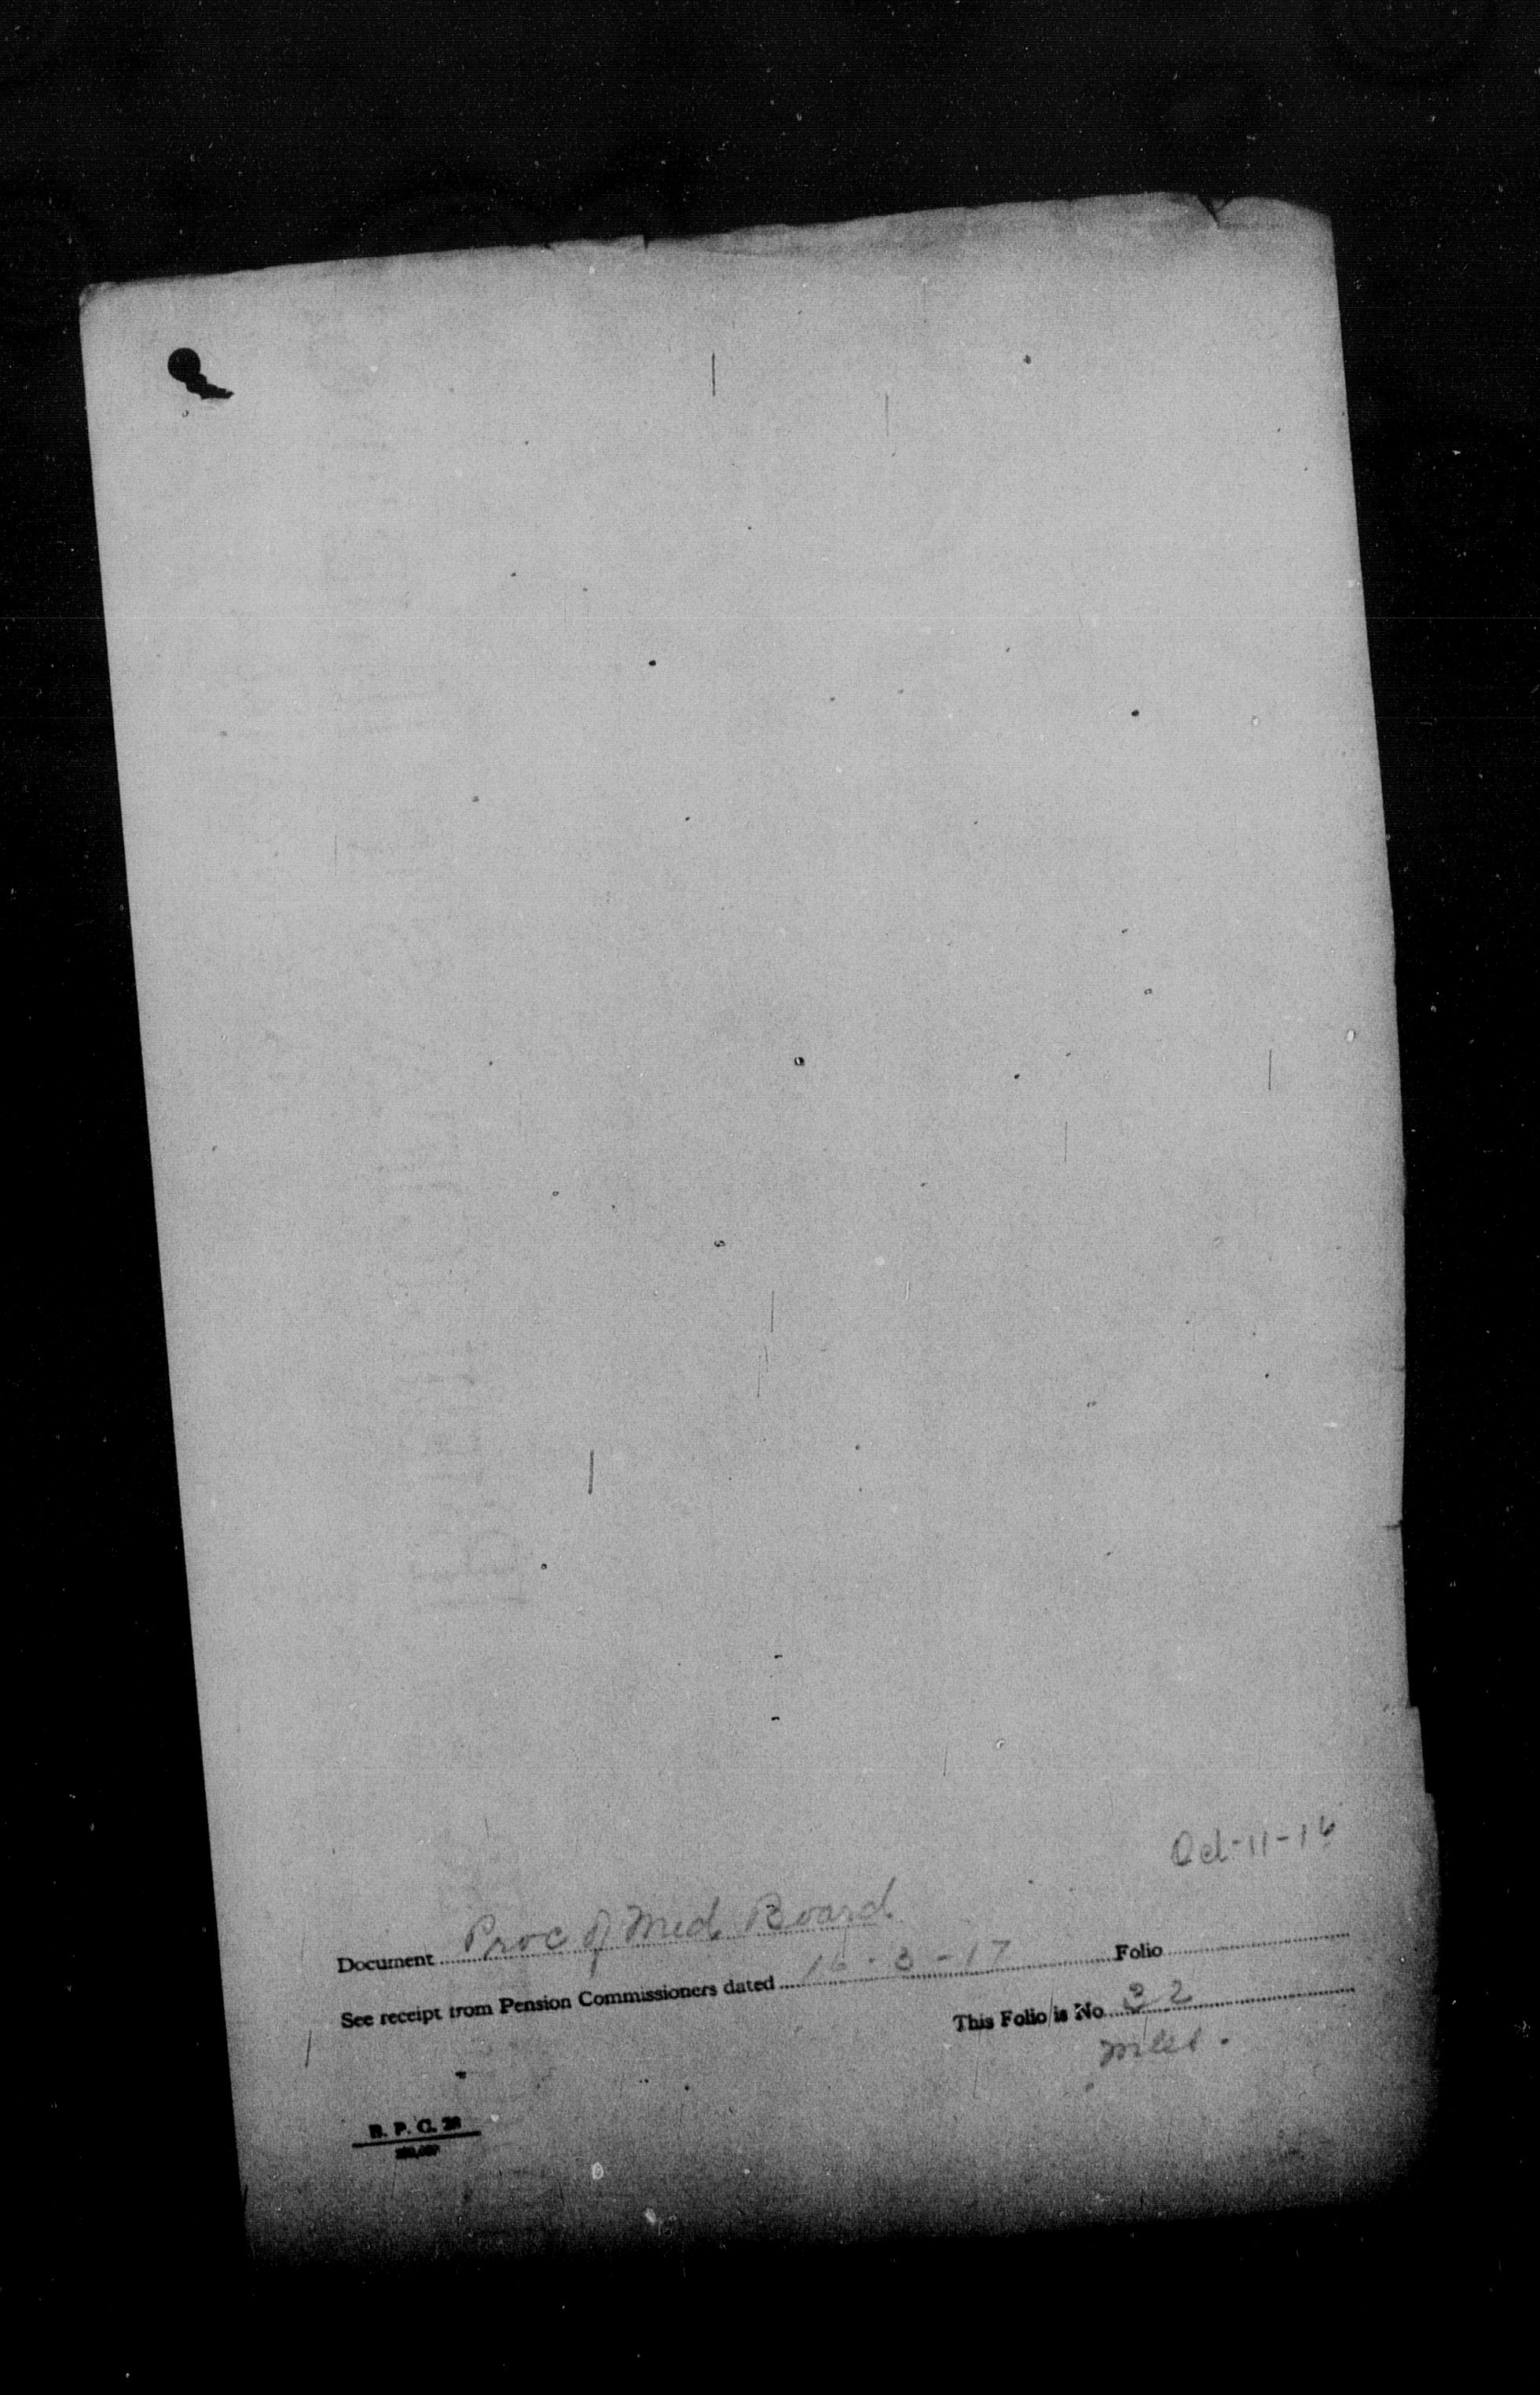 Oct-11-16
Document Proc of Med. Board
See receipt from Pension Commissioners dated 16-3-17 Folio
This Folio is No 22
B. P. C. 28